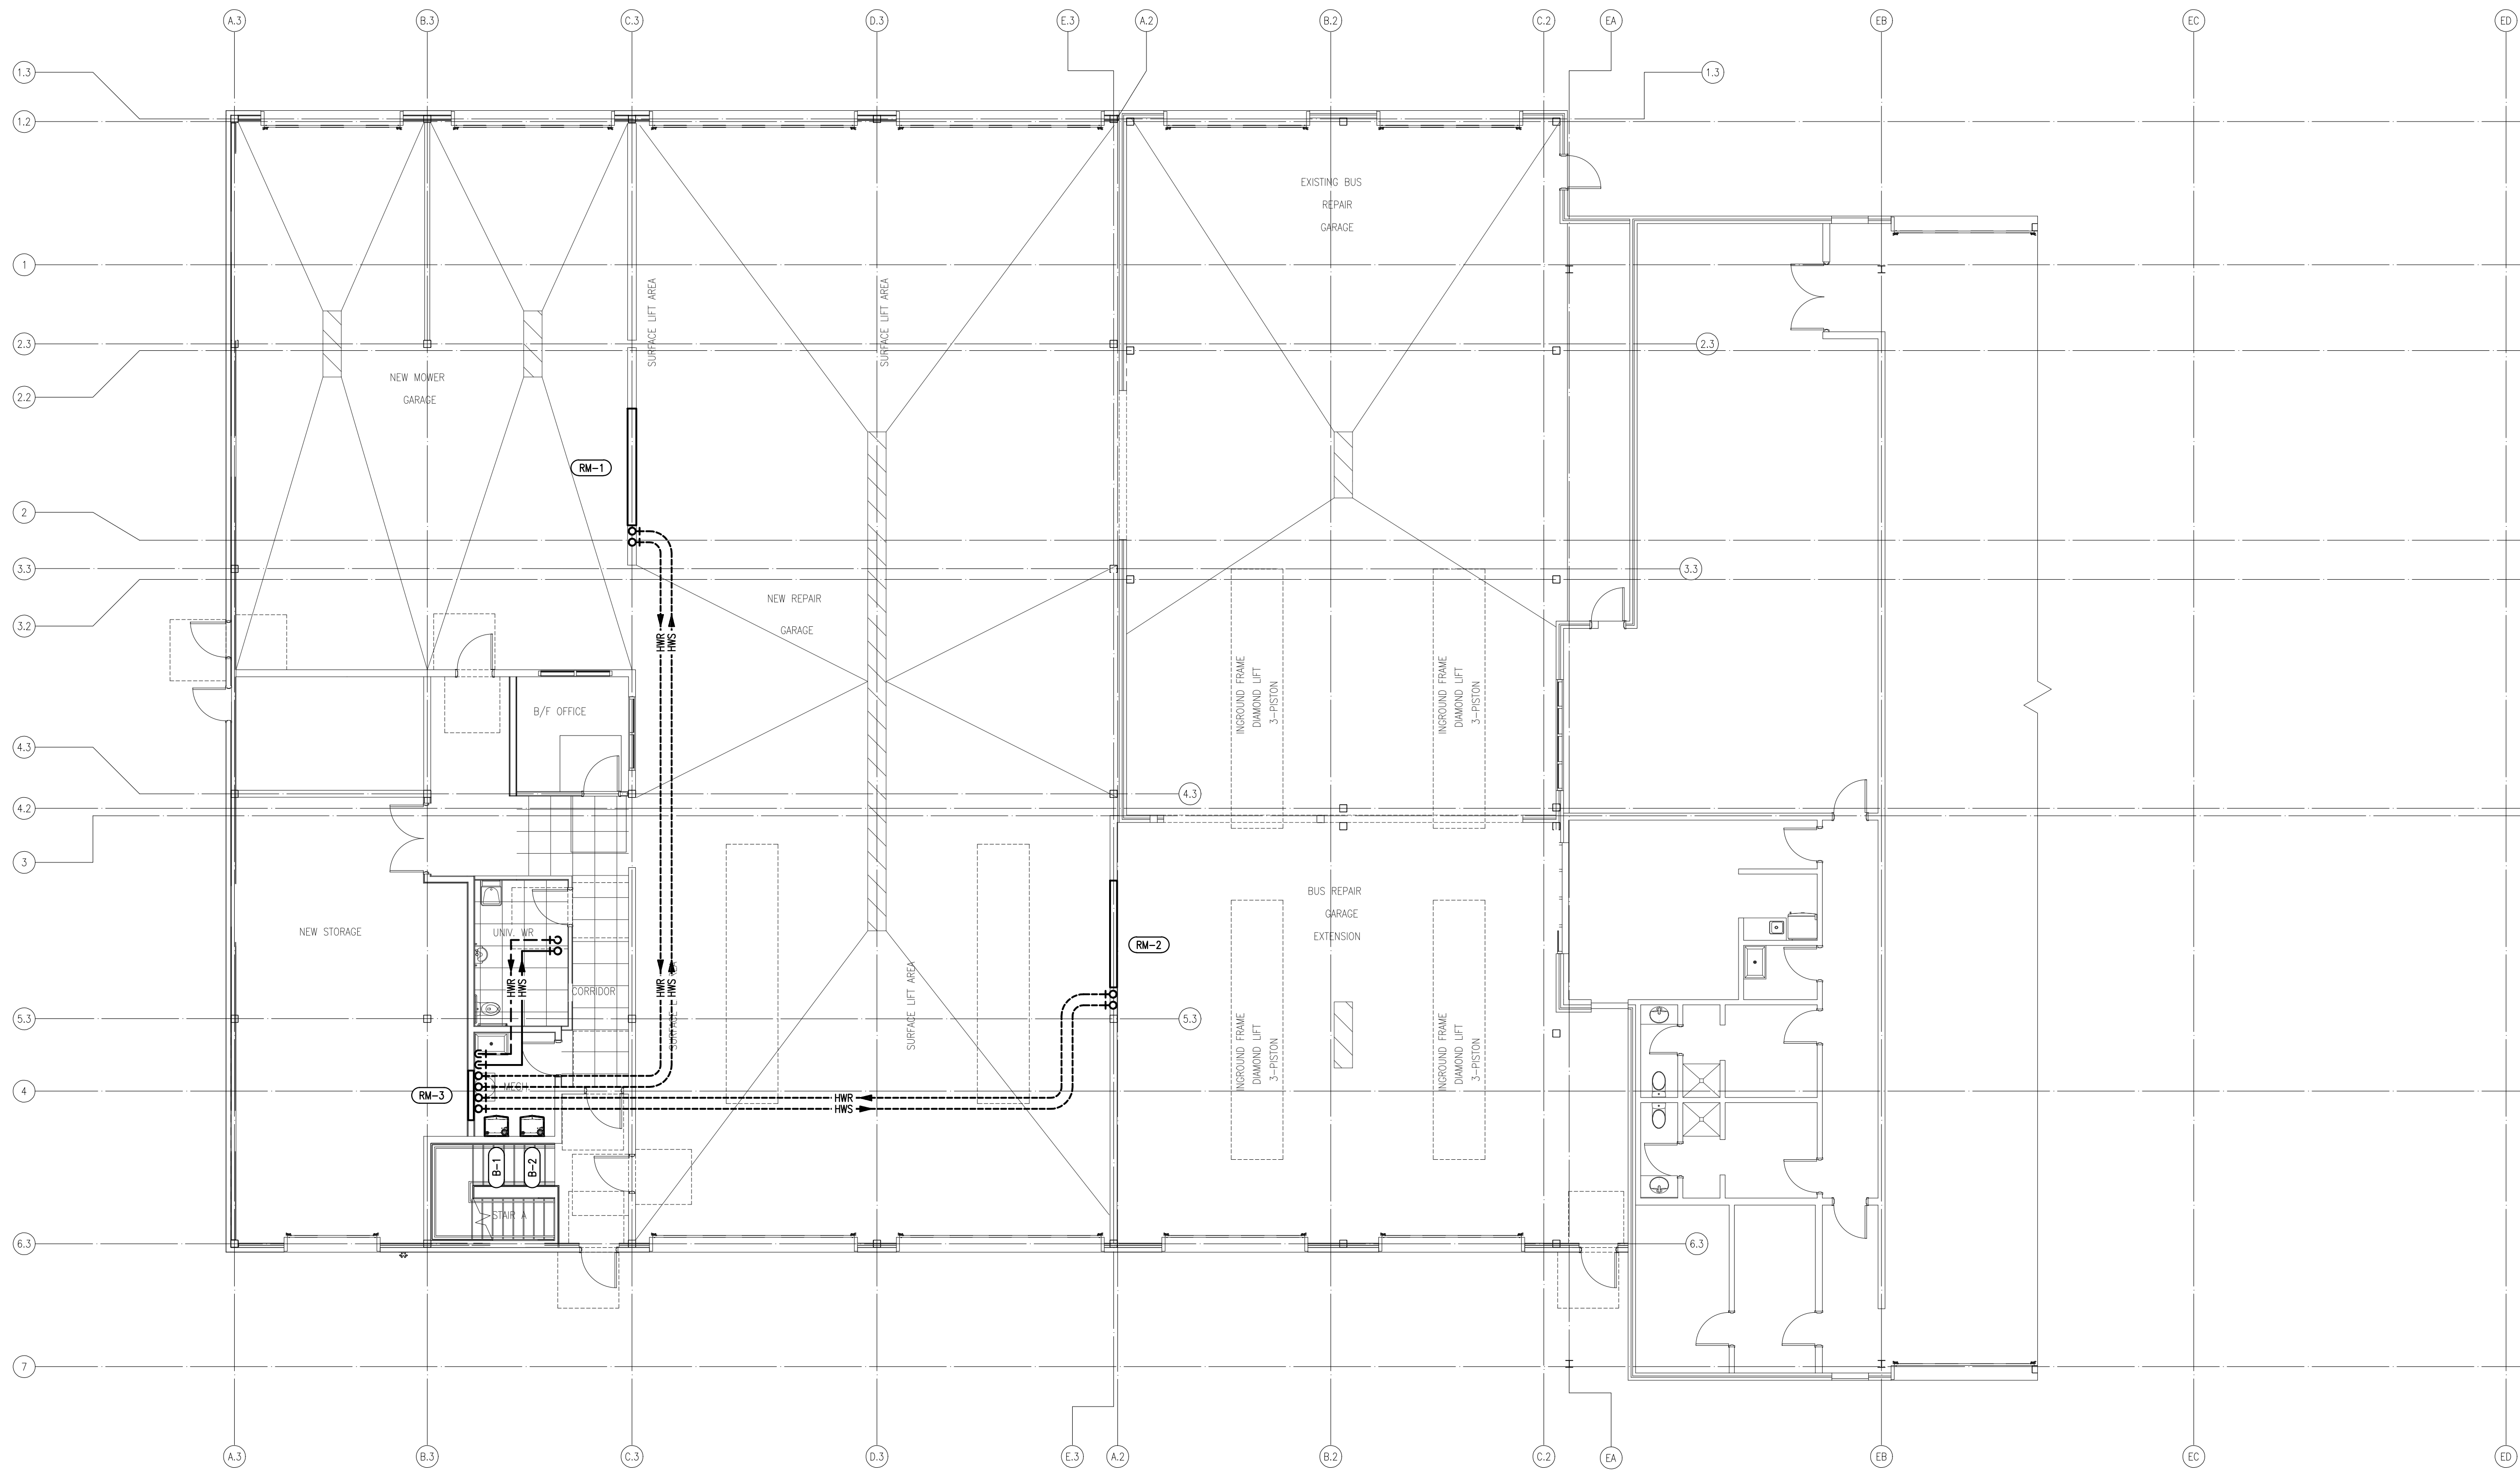 A.3
B.3
C.3
D.3
E.3
A.2
B.2
C.2
EA
EB
EC
ED
1.3
1.3
1.2
EXISTING BUS
REPAIR
GARAGE
1
SURFACE LIFT AREA
SURFACE LIFT AREA
2.3
2.3
NEW MOWER
GARAGE
2.2
RM-1
2
3.3
3.3
NEW REPAIR
GARAGE
3.2
HWR
HWS
INGROUND FRAME
DIAMOND LIFT
3-PISTON
INGROUND FRAME
DIAMOND LIFT
3-PISTON
B/F OFFICE
4.3
4.3
4.2
3
BUS REPAIR
GARAGE
EXTENSION
NEW STORAGE
UNIV. WR
RM-2
HWR
HWS
HWR
HWS
CORRIDOR
SURFACE LIFT AREA
5.3
5.3
INGROUND FRAME
DIAMOND LIFT
3-PISTON
INGROUND FRAME
DIAMOND LIFT
3-PISTON
4
MECH
RM-3
HWR
HWS
B-1
B-2
STAIR A
6.3
6.3
7
A.3
B.3
C.3
D.3
E.3
A.2
B.2
C.2
EA
EB
EC
ED